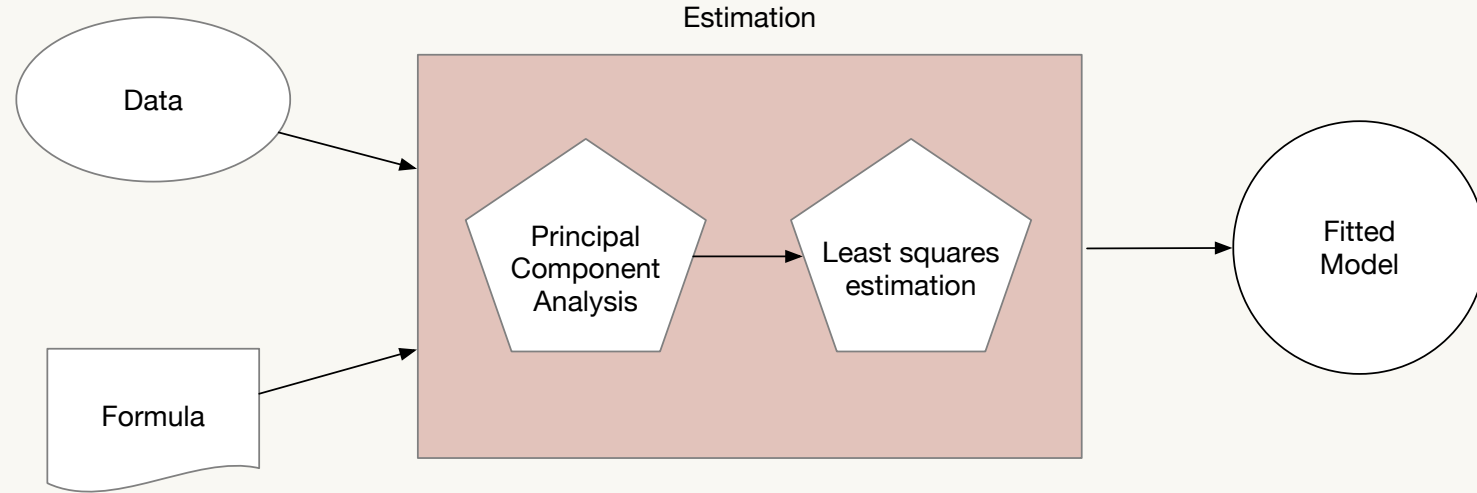 Estimation
Data
Formula
Principal
Component
Analysis
Least squares
estimation
Fitted
Model